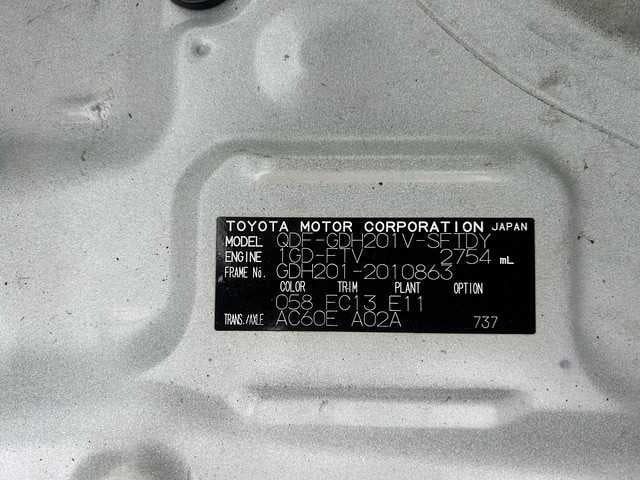 TOYOTA MOTOR CORPORATION JAPAN
MODEL QDF-GDH201V-SFTDY
ENGINE 1GD-FTV 2754 mL
FRAME No. GDH201-2010863
COLOR TRIM PLANT OPTION
058 EC13 E11
TRANS./AXLE AC60E A02A 737